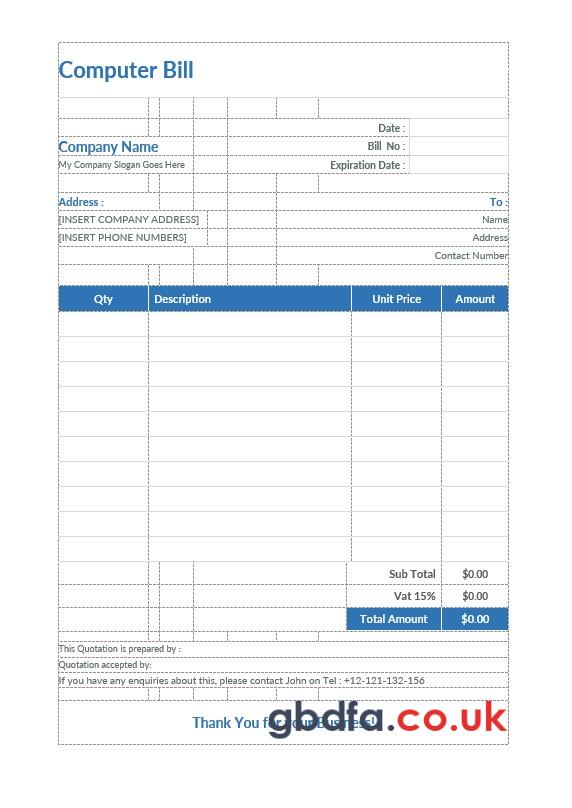 Computer Bill
Date :
Company Name
Bill No :
My Company Slogan Goes Here
Expiration Date :
Address :
To :
[INSERT COMPANY ADDRESS]
Name
[INSERT PHONE NUMBERS]
Address
Contact Number
Qty Description Unit Price Amount
Sub Total $0.00
Vat 15% $0.00
Total Amount $0.00
This Quotation is prepared by :
Quotation accepted by:
If you have any enquiries about this, please contact John on Tel : +12-121-132-156
Thank You for your Business!
gbdfa.co.uk